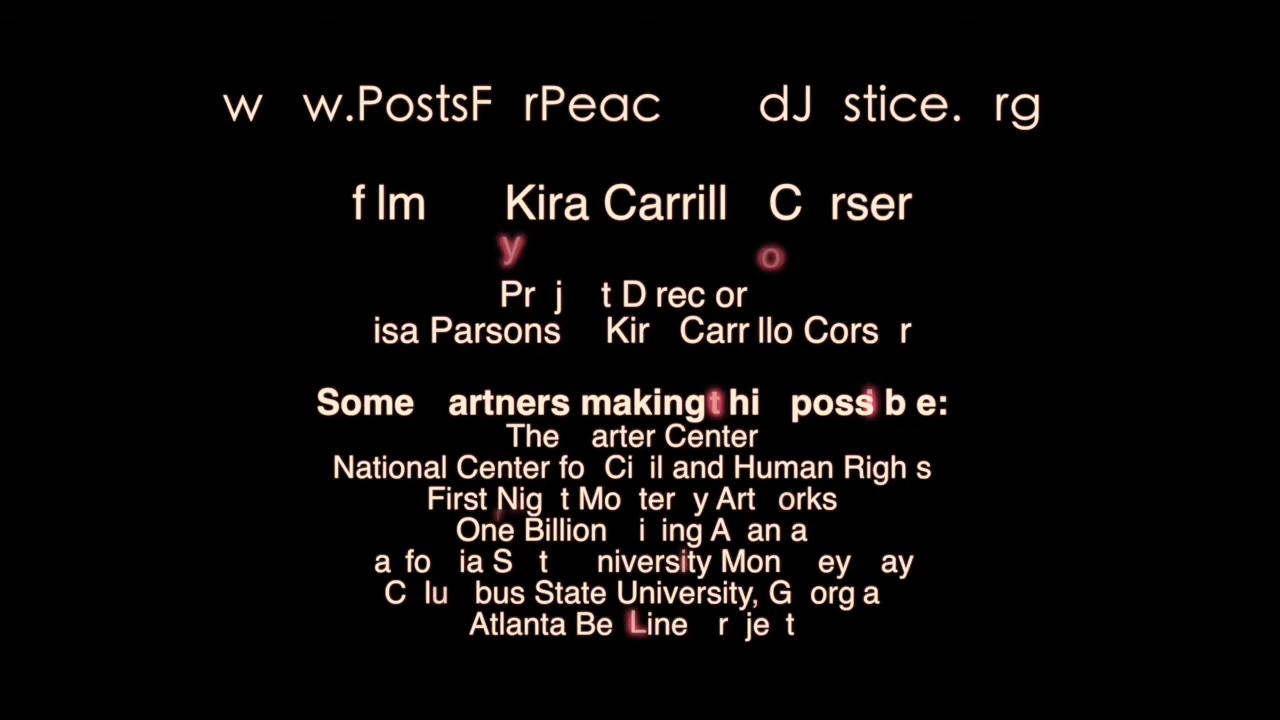 w w.PostsF rPeac dJ stice. rg
f lm Kira Carrill C rser
y o
Pr j t D rec or
isa Parsons Kir Carr llo Cors r
Some artners making t hi possi b e:
The arter Center
National Center fo Ci il and Human Righ s
First Nig t Mo ter y Art orks
One Billion i ing A an a
a fo ia S t niversity Mon ey ay
C lu bus State University, G org a
Atlanta Be Line r je t